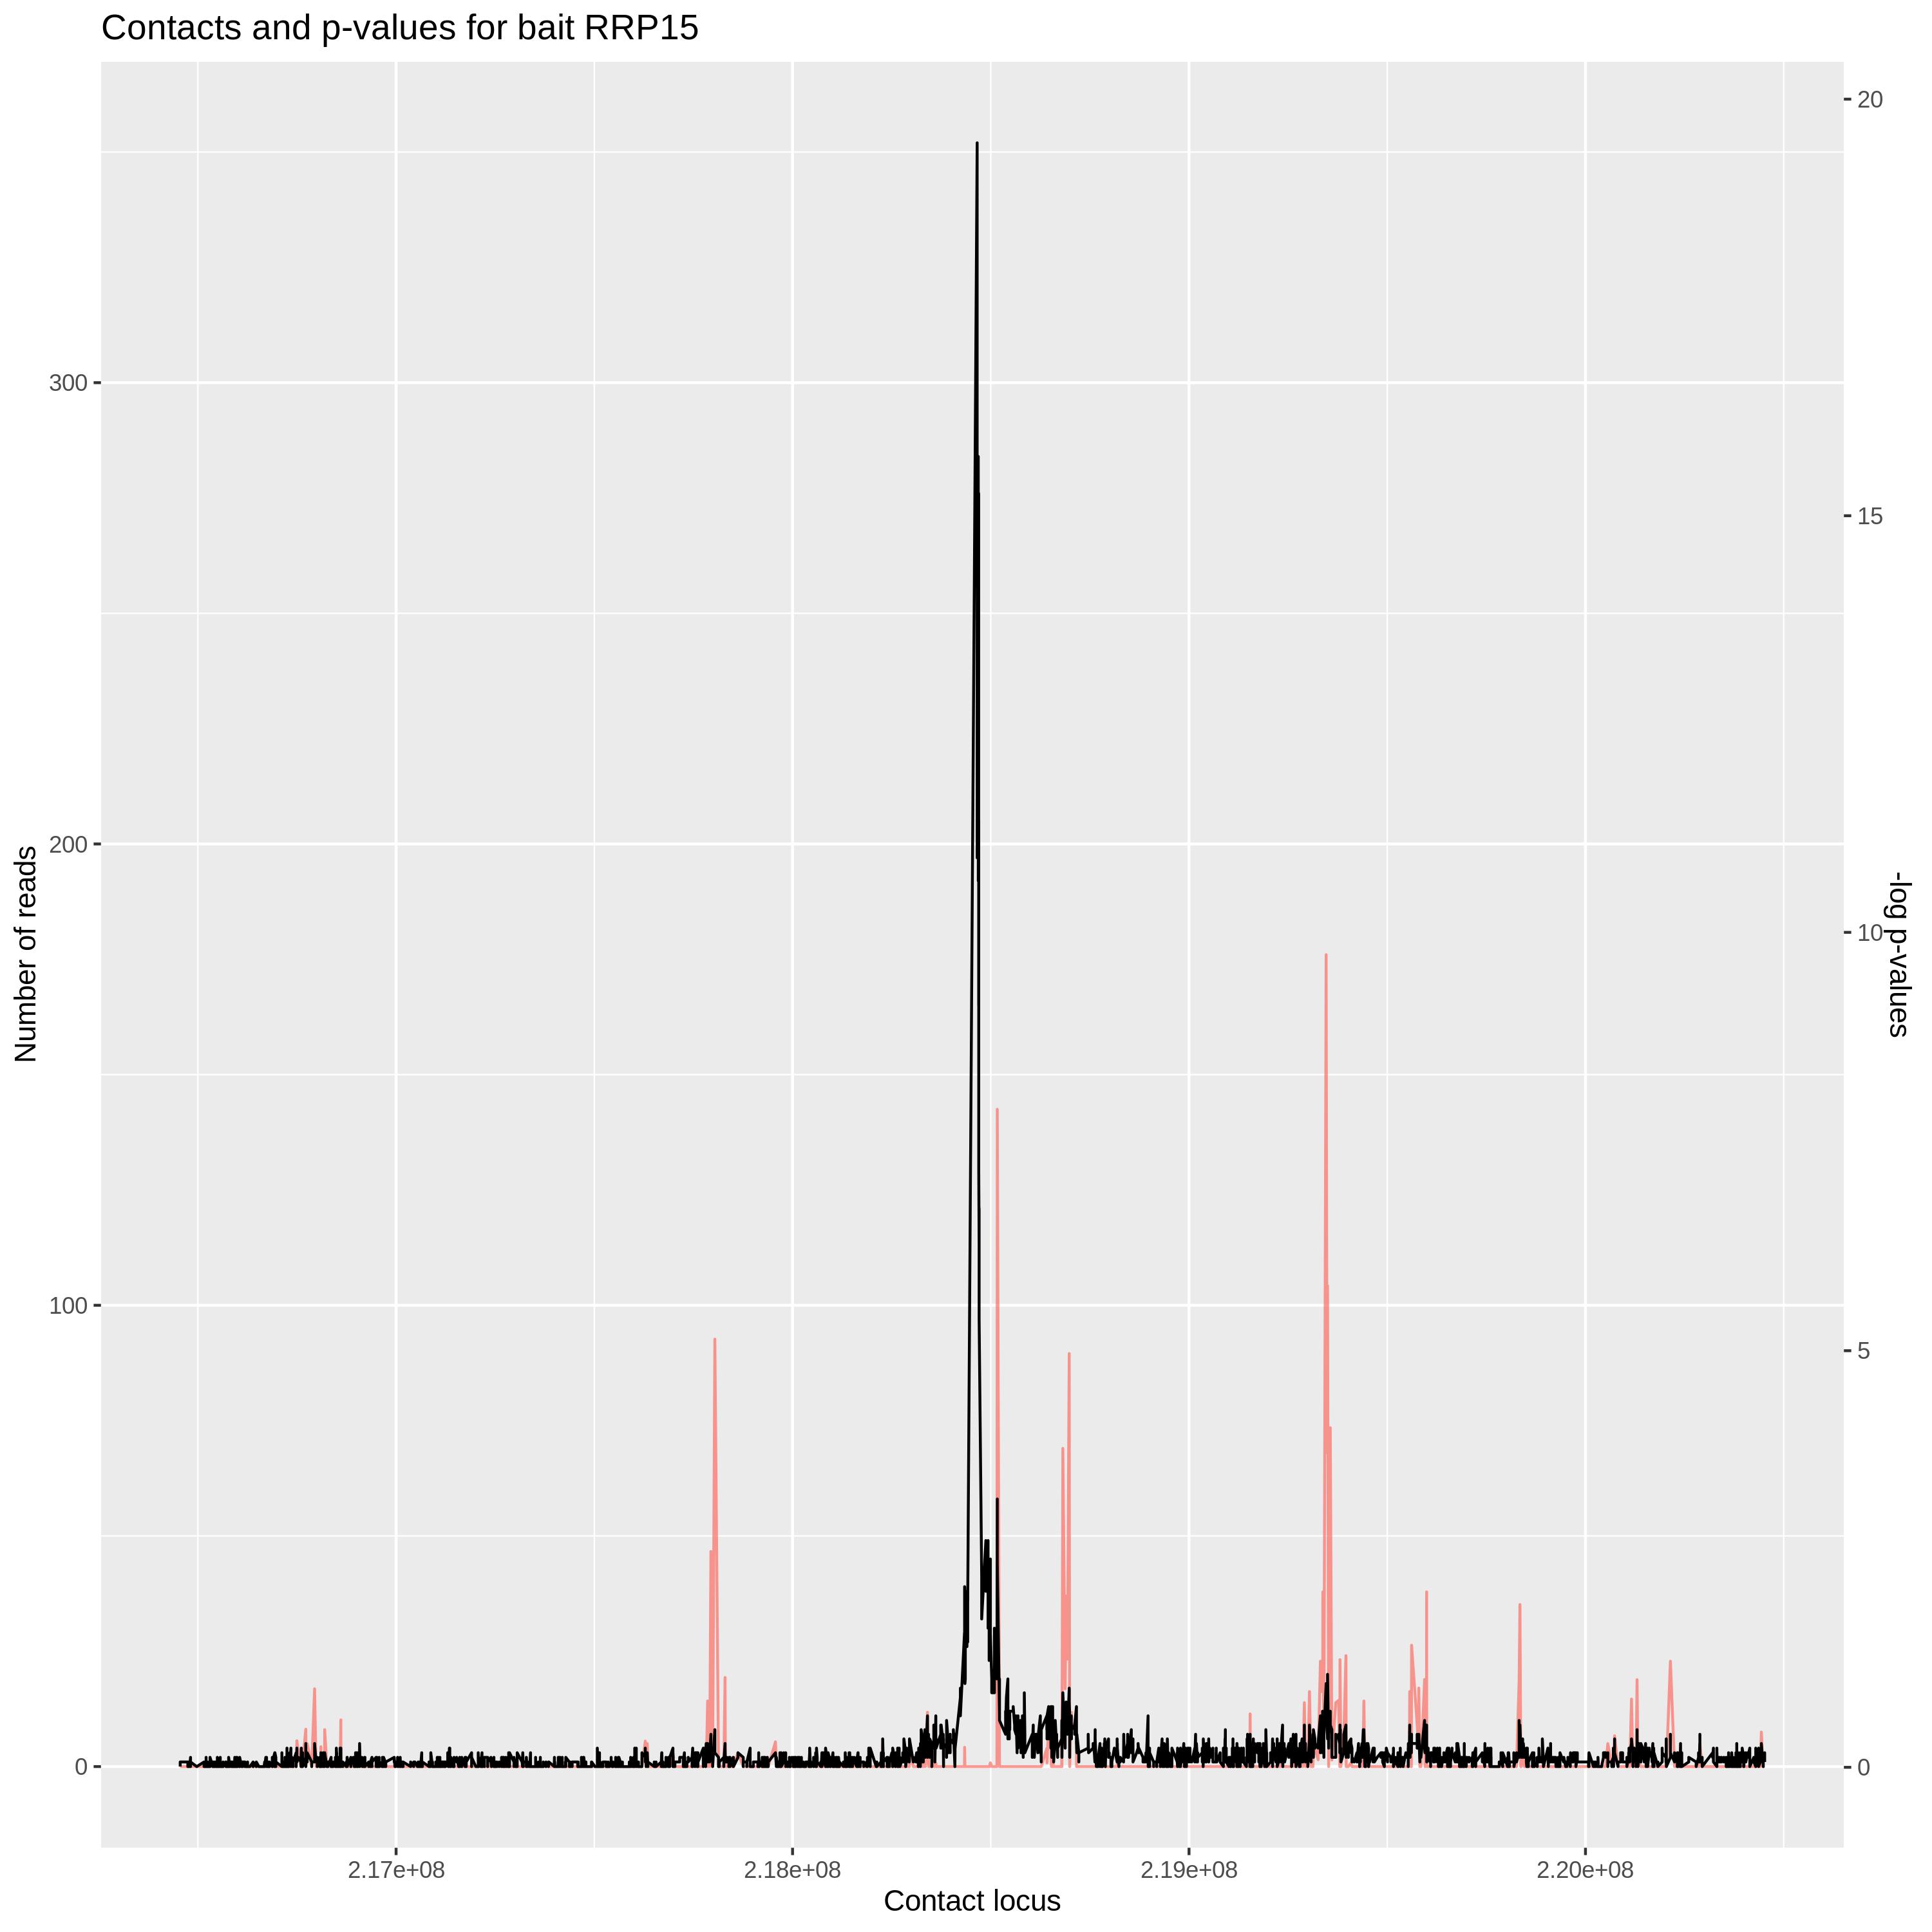 Contacts and p-values for bait RRP15
Number of reads
300
200
100
0
20
15
10
5
0
-log p-values
2.17e+08
2.18e+08
2.19e+08
2.20e+08
Contact locus